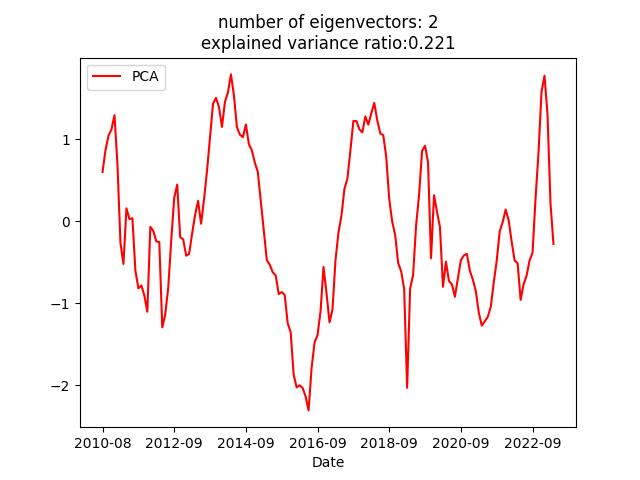 number of eigenvectors: 2
explained variance ratio:0.221
PCA
1
0
−1
−2
2010-08 2012-09 2014-09 2016-09 2018-09 2020-09 2022-09
Date